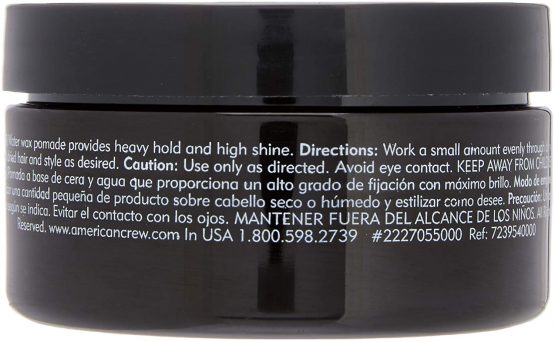 Water wax pomade provides heavy hold and high shine. Directions: Work a small amount evenly through
hair and style as desired. Caution: Use only as directed. Avoid eye contact. KEEP AWAY FROM
Pomada a base de cera y agua que proporciona un alto grado de fijación con máximo brillo. Modo de
una cantidad pequeña de producto sobre cabello seco o húmedo y estilizar como desee. Precaución:
según se indica. Evitar el contacto con los ojos. MANTENER FUERA DEL ALCANCE DE LOS NINOS. All
Reserved. www.americancrew.com In USA 1.800.598.2739 #2227055000 Ref: 7239540000